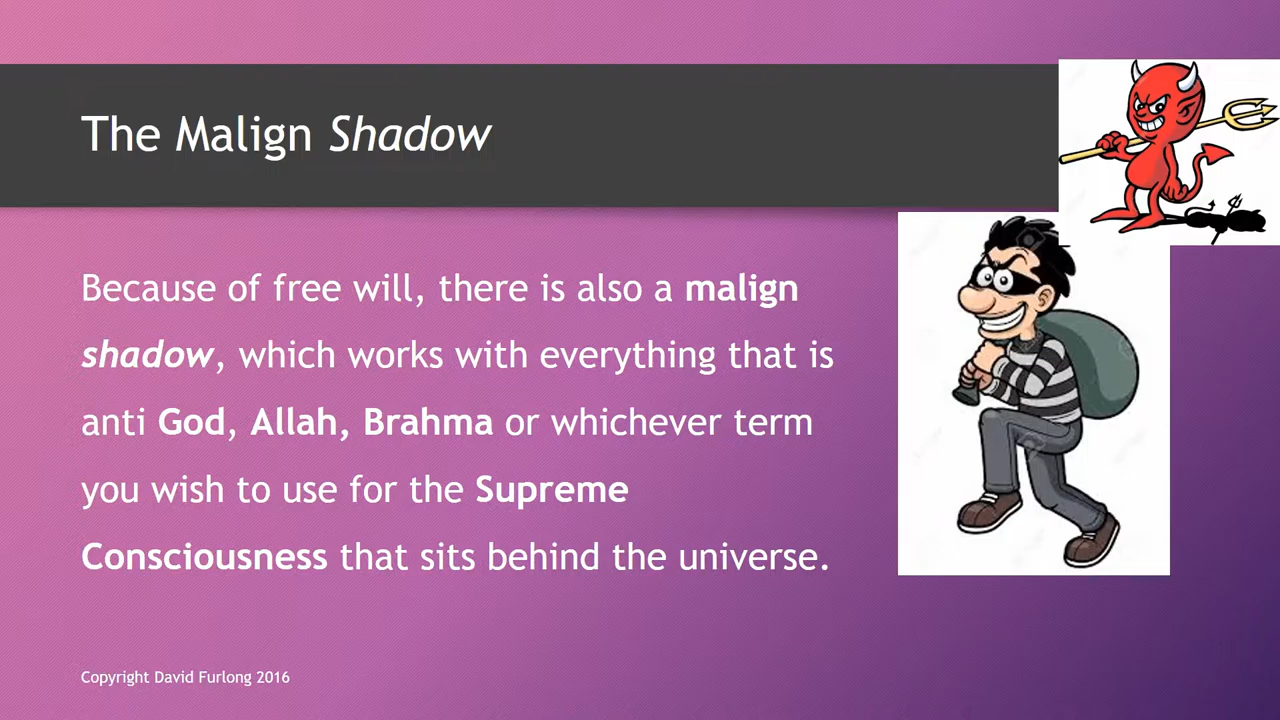 The Malign Shadow
Because of free will, there is also a malign
shadow, which works with everything that is
anti God, Allah, Brahma or whichever term
you wish to use for the Supreme
Consciousness that sits behind the universe.
Copyright David Furlong 2016